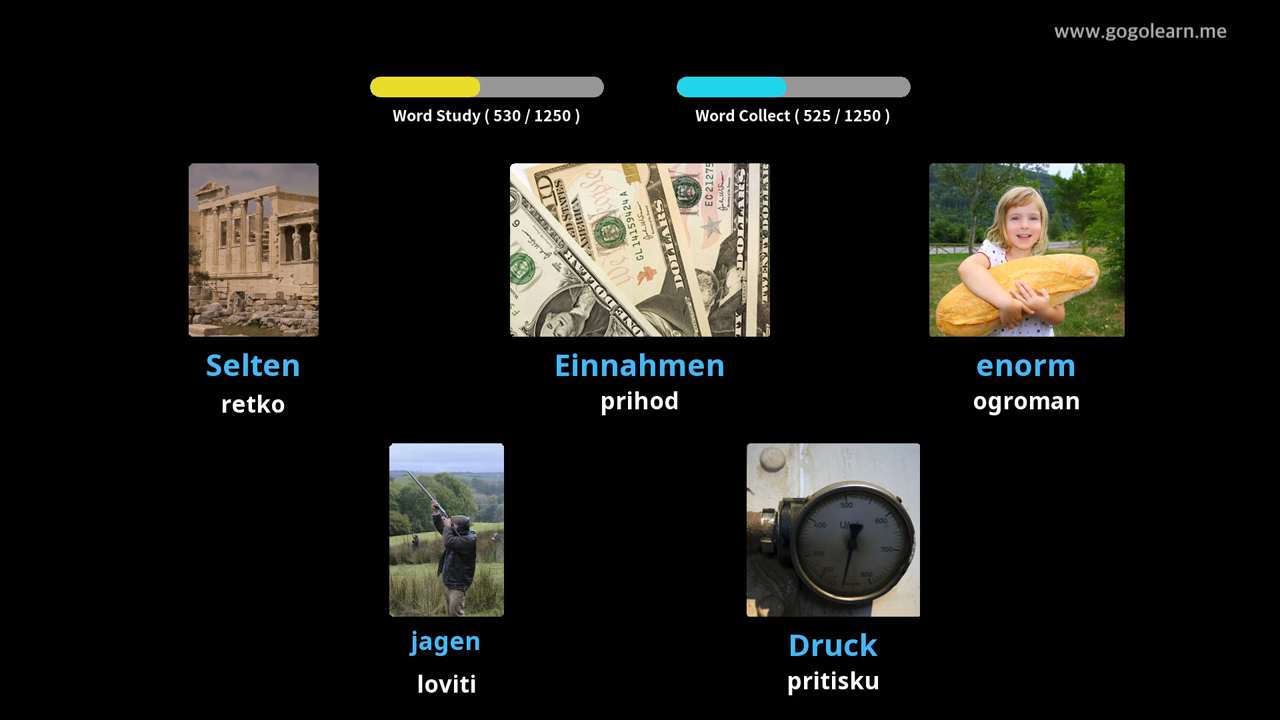 www.gogolearn.me
Word Study ( 530 / 1250 )
Word Collect ( 525 / 1250 )
Selten
retko
Einnahmen
prihod
enorm
ogroman
jagen
loviti
Druck
pritisku